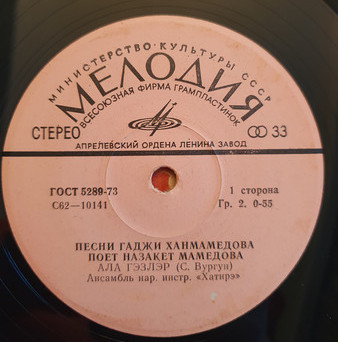 МИНИСТЕРСТВО КУЛЬТУРЫ СССР
МЕЛОДИЯ
ВСЕСОЮЗНАЯ ФИРМА ГРАМПЛАСТИНОК
СТЕРЕО 33
АПРЕЛЕВСКИЙ ОРДЕНА ЛЕНИНА ЗАВОД
ГОСТ 5289-73 1 сторона
С62—10141 Гр. 2. 0-55
ПЕСНИ ГАДЖИ ХАНМАМЕДОВА
ПОЕТ НАЗАКЕТ МАМЕДОВА
АЛА ГЭЗЛЭР (С. Вургун)
Ансамбль нар. инстр. «Хатирэ»